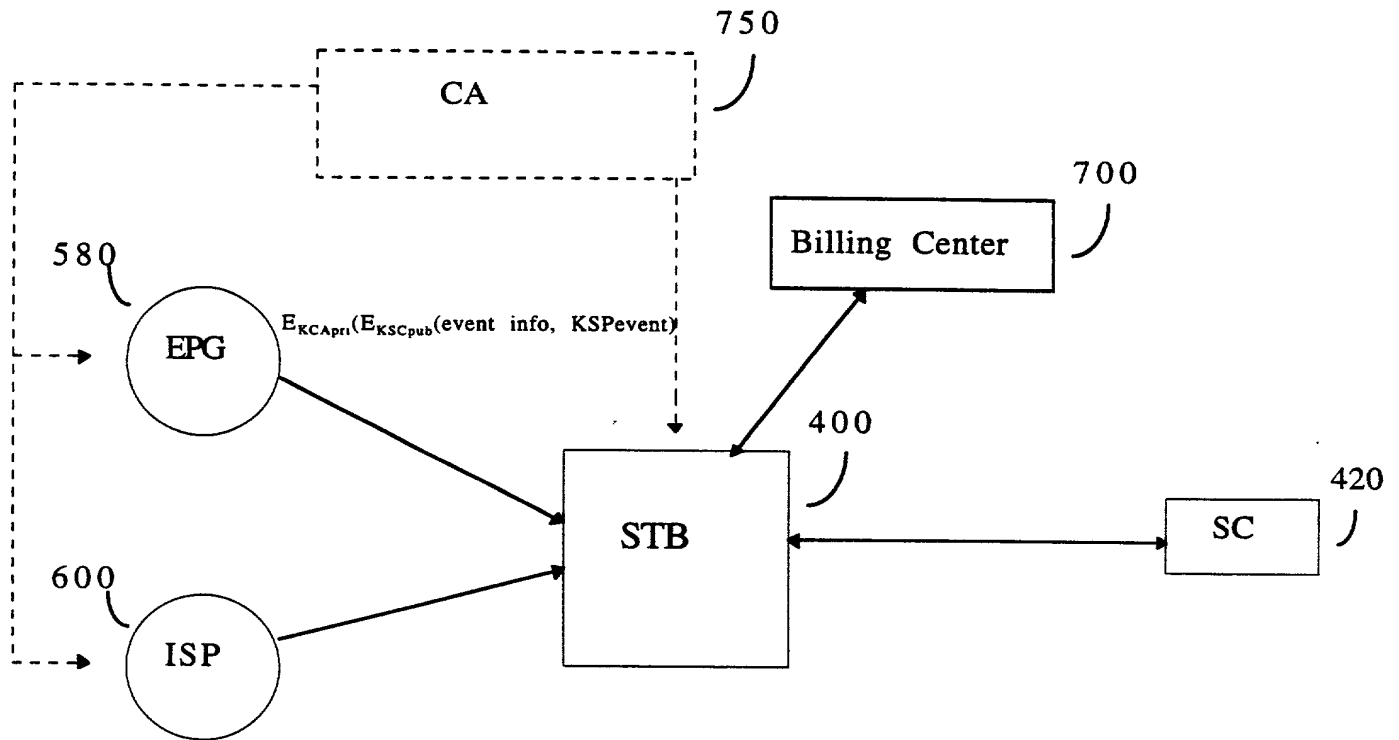 750
CA
700
Billing Center
580
EPG
E_KCApri(E_KSCpub(event info, KSPevent)
400
STB
420
SC
600
ISP